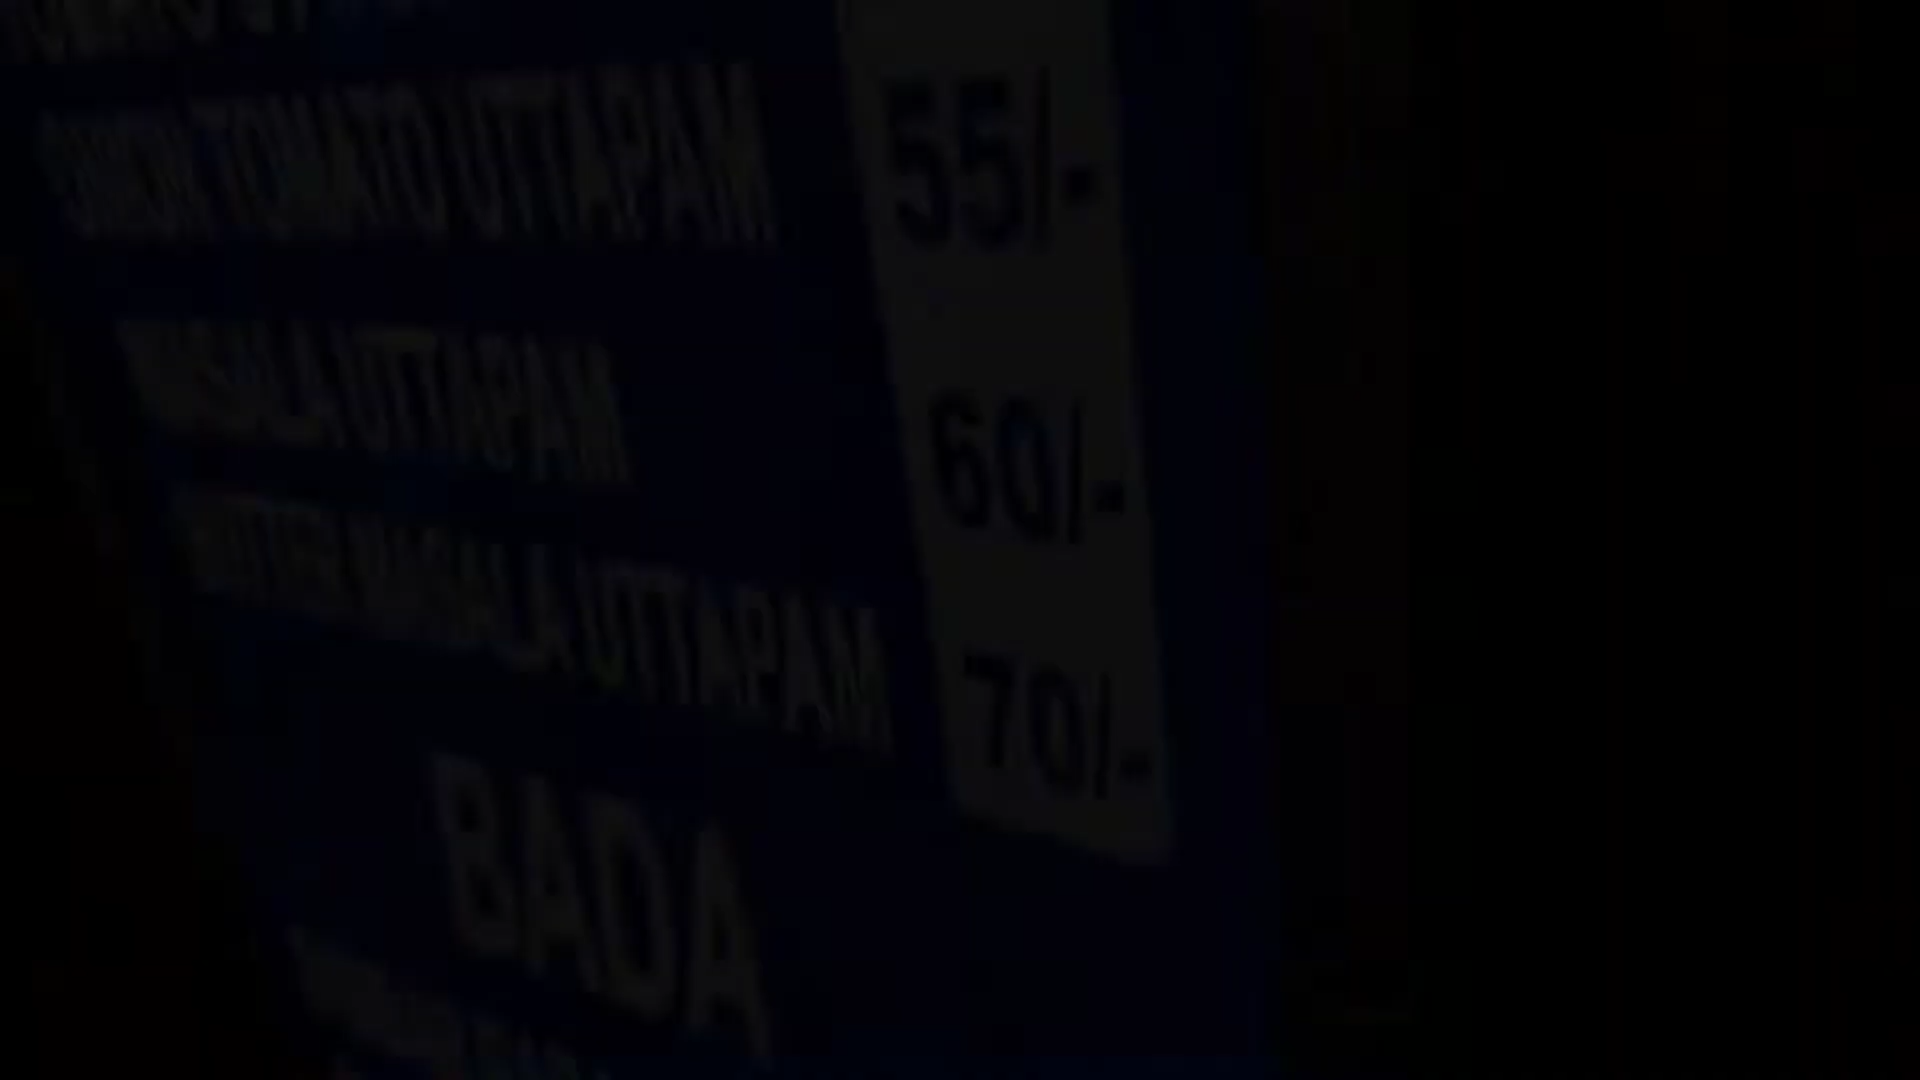 ONION TOMATO UTTAPAM 55/-
MASALA UTTAPAM 60/-
BUTTER MASALA UTTAPAM 70/-
BADA